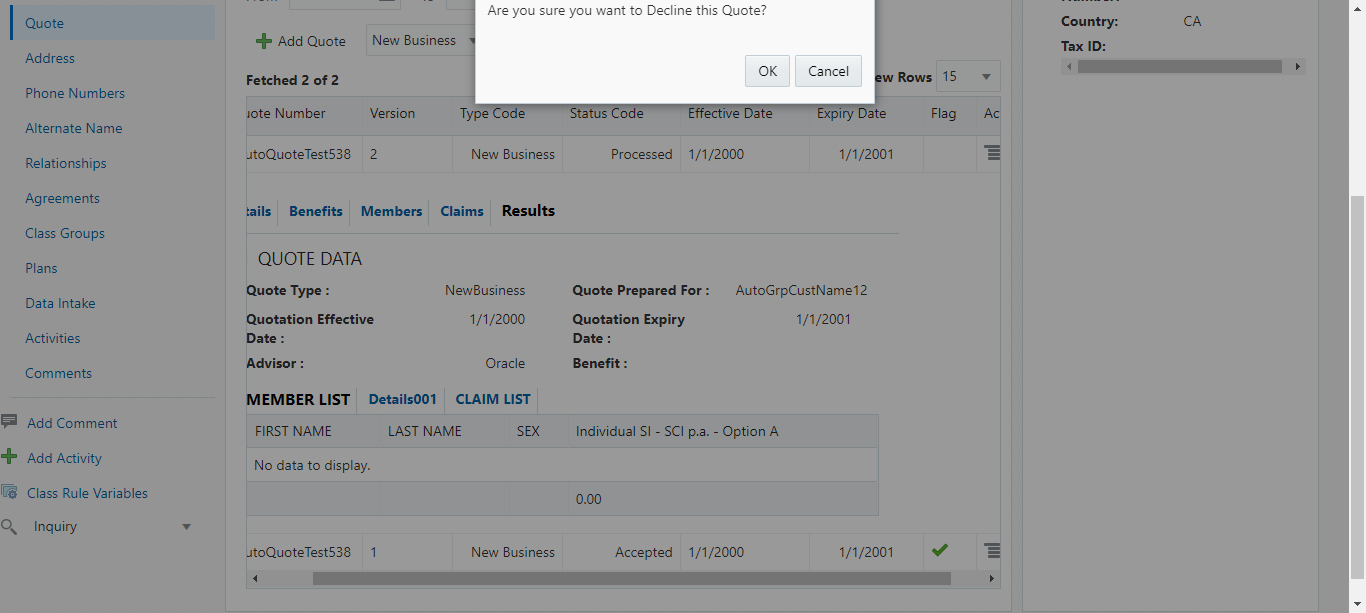 Are you sure you want to Decline this Quote?
OK Cancel
Quote
Address
Phone Numbers
Alternate Name
Relationships
Agreements
Class Groups
Plans
Data Intake
Activities
Comments
Add Comment
Add Activity
Class Rule Variables
Inquiry
Add Quote New Business
Fetched 2 of 2 ew Rows 15
uote Number Version Type Code Status Code Effective Date Expiry Date Flag Ac
utoQuoteTest538 2 New Business Processed 1/1/2000 1/1/2001
tails Benefits Members Claims Results
QUOTE DATA
Quote Type : NewBusiness Quote Prepared For : AutoGrpCustName12
Quotation Effective Date : 1/1/2000 Quotation Expiry Date : 1/1/2001
Advisor : Oracle Benefit :
MEMBER LIST Details001 CLAIM LIST
FIRST NAME LAST NAME SEX Individual SI - SCI p.a. - Option A
No data to display.
0.00
utoQuoteTest538 1 New Business Accepted 1/1/2000 1/1/2001
Country: CA
Tax ID: